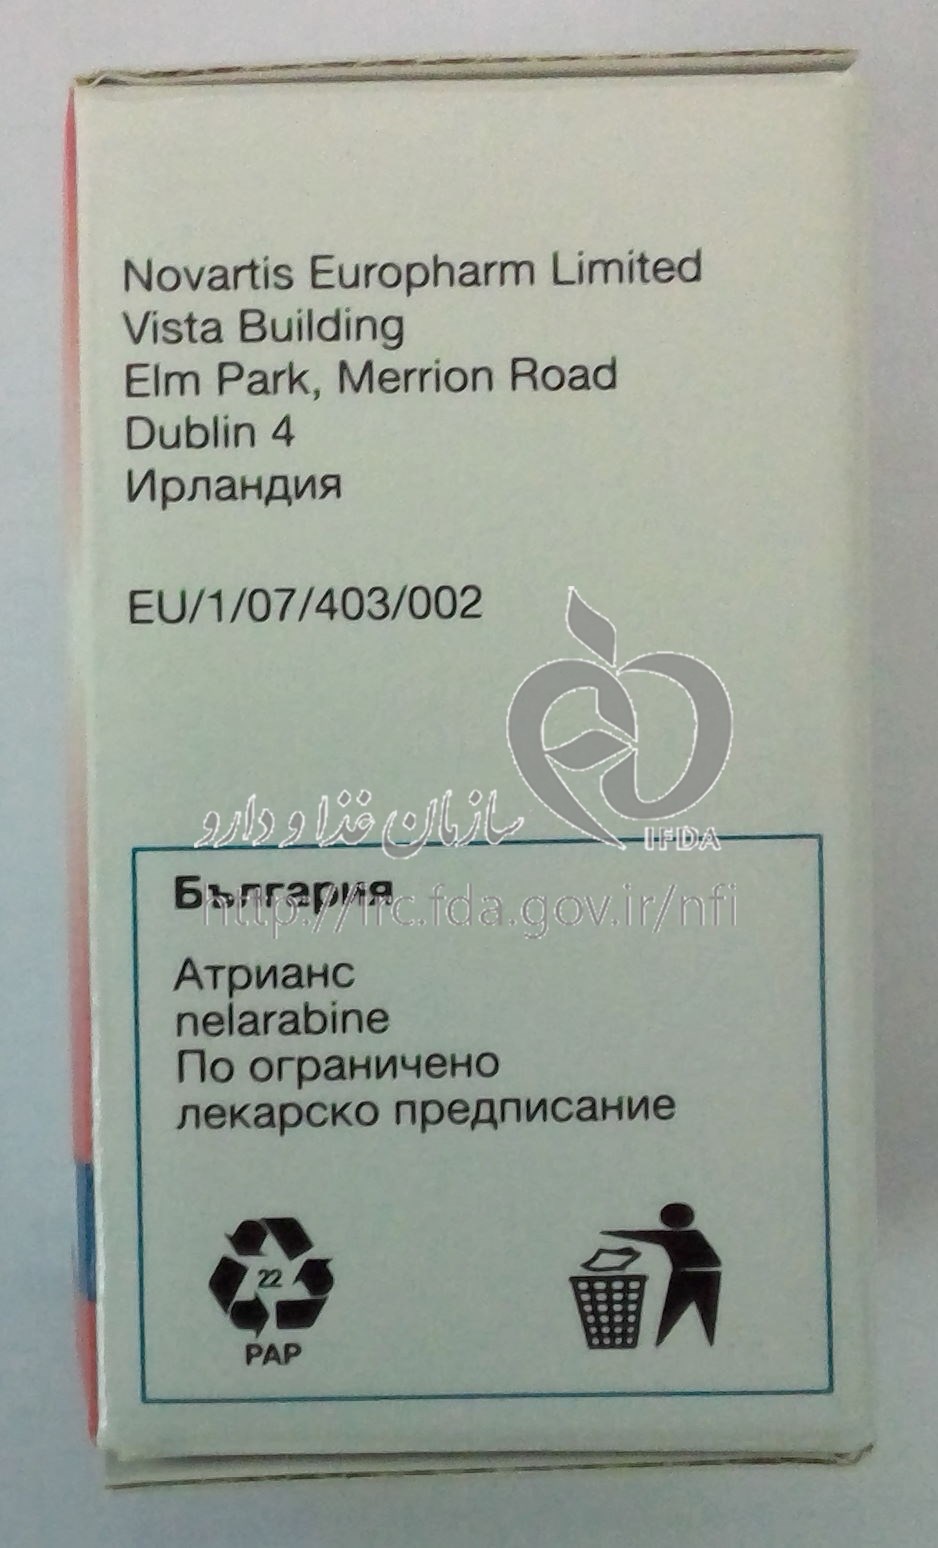 Novartis Europharm Limited
Vista Building
Elm Park, Merrion Road
Dublin 4
Ирландия
EU/1/07/403/002
سازمان غذا و دارو
IFDA
България
http://irc.fda.gov.ir/nfi
Атрианс
nelarabine
По ограничено
лекарско предписание
22
PAP